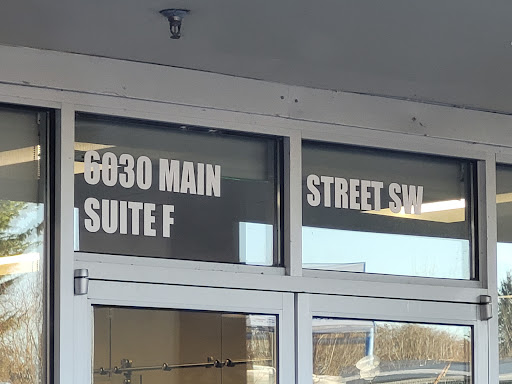 6030 MAIN STREET SW
SUITE F